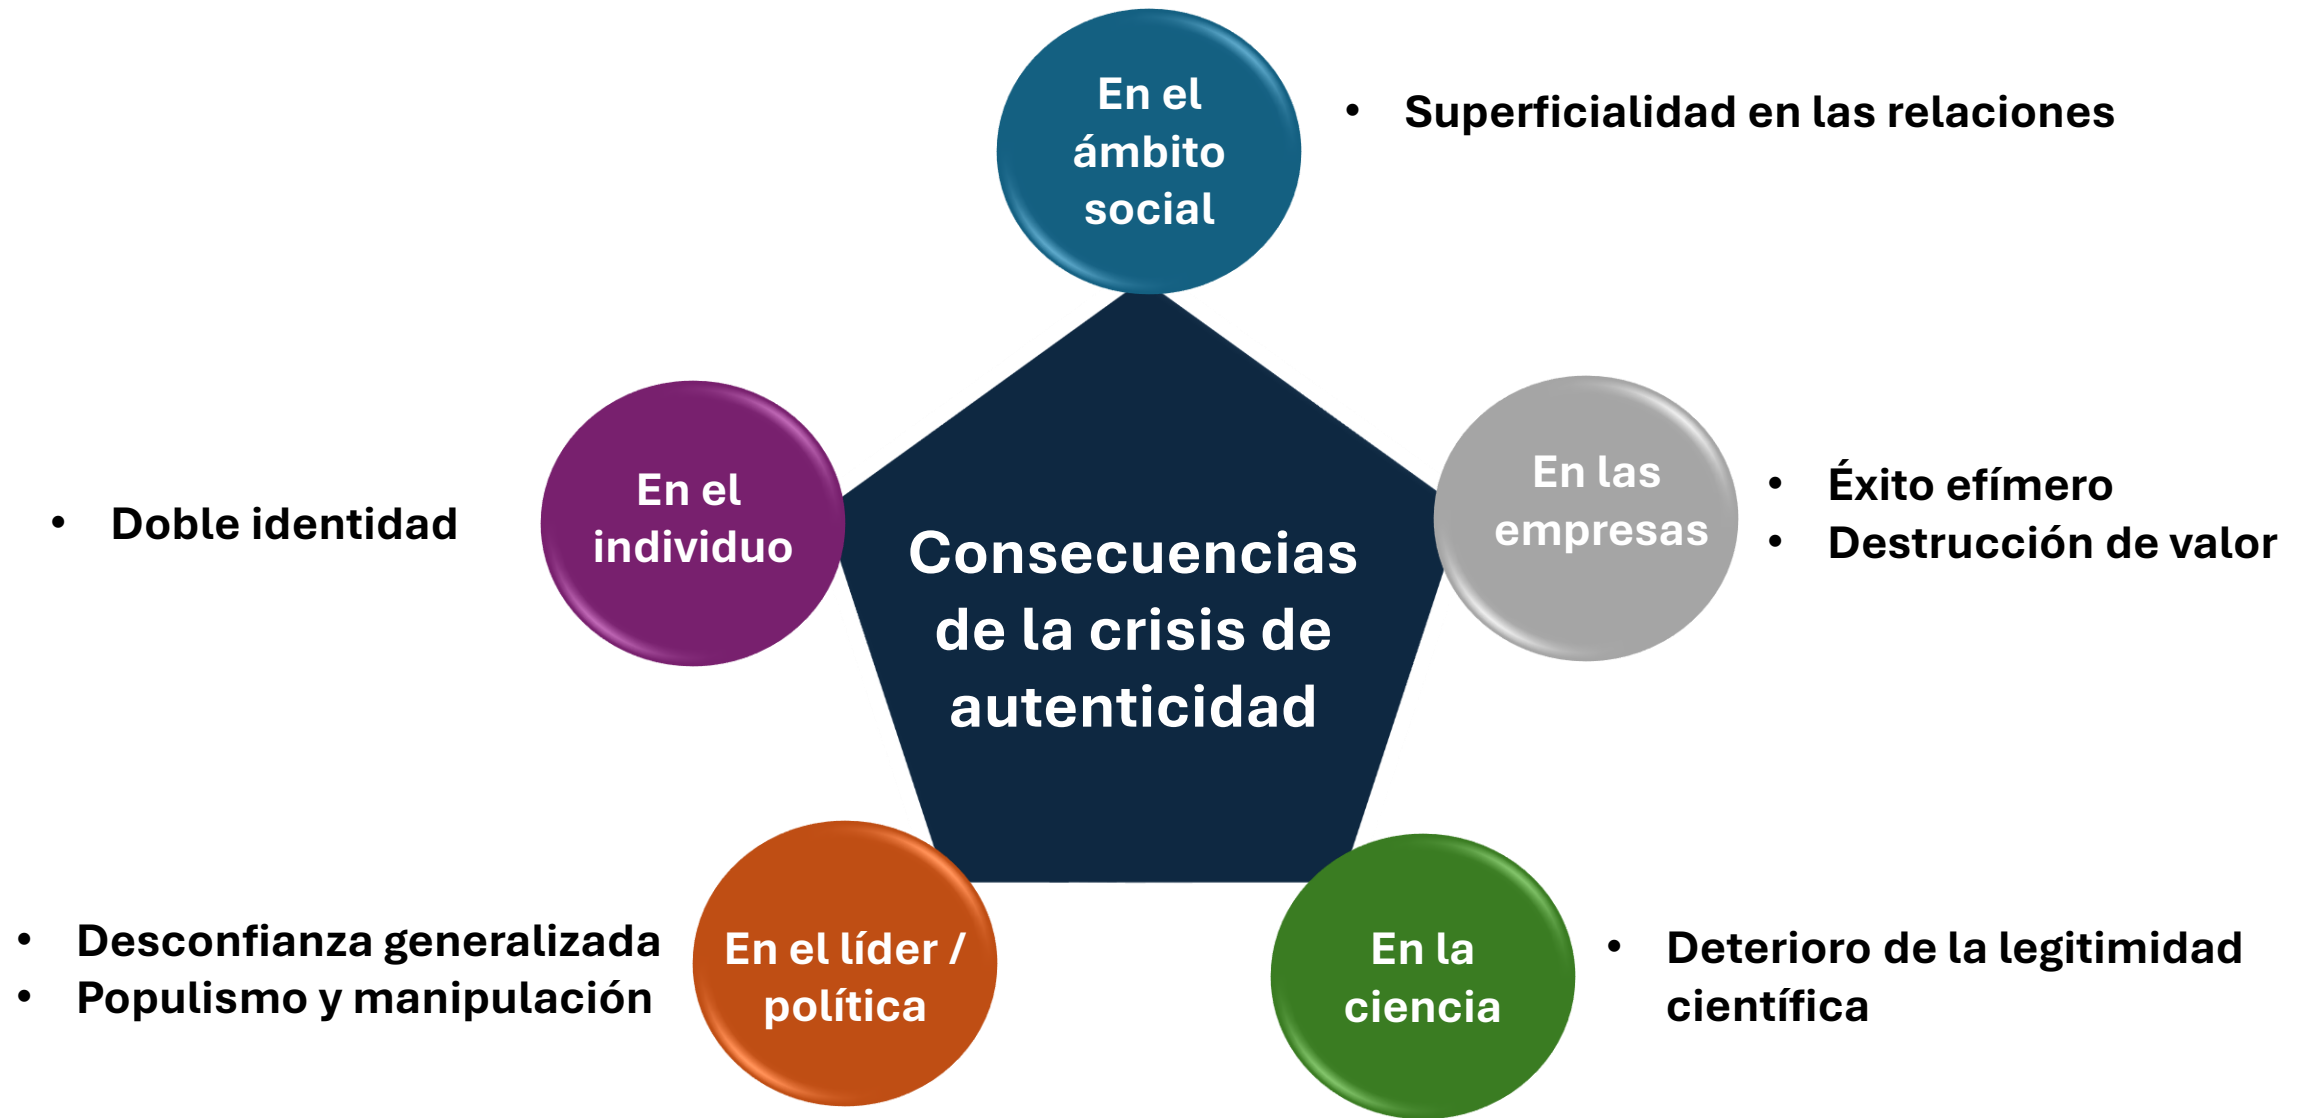 En el
ámbito
social
• Superficialidad en las relaciones
En las
empresas
• Éxito efímero
• Destrucción de valor
En la
ciencia
• Deterioro de la legitimidad
científica
En el líder /
política
• Desconfianza generalizada
• Populismo y manipulación
En el
individuo
• Doble identidad
Consecuencias
de la crisis de
autenticidad